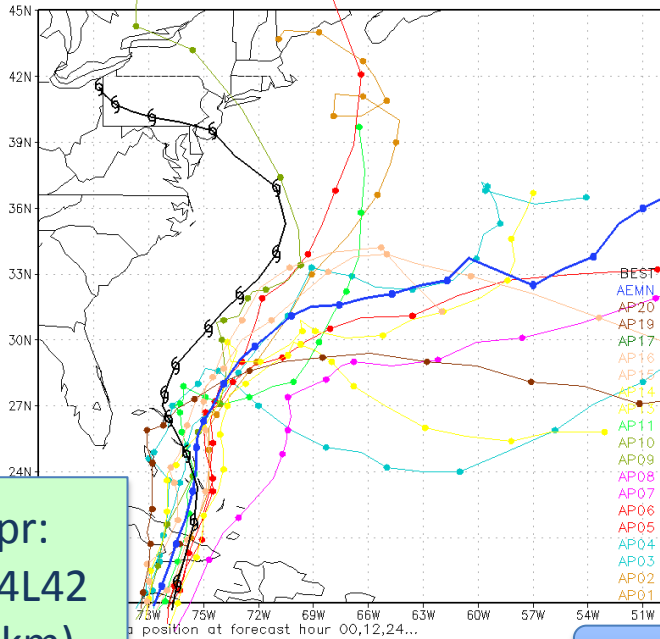 45N
42N
39N
36N
33N
30N
27N
24N
BEST
AEMN
AP20
AP19
AP17
AP16
AP15
AP14
AP13
AP11
AP10
AP09
AP08
AP07
AP06
AP05
AP04
AP03
AP02
AP01
pr:
4L42
km)
75W
72W
69W
66W
63W
60W
57W
54W
51W
position at forecast hour 00,12,24...